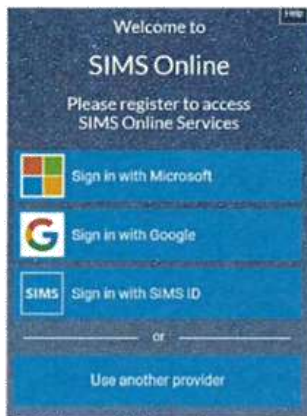 Help
Welcome to
SIMS Online
Please register to access
SIMS Online Services
Sign in with Microsoft
G Sign in with Google
SIMS Sign in with SIMS ID
or
Use another provider